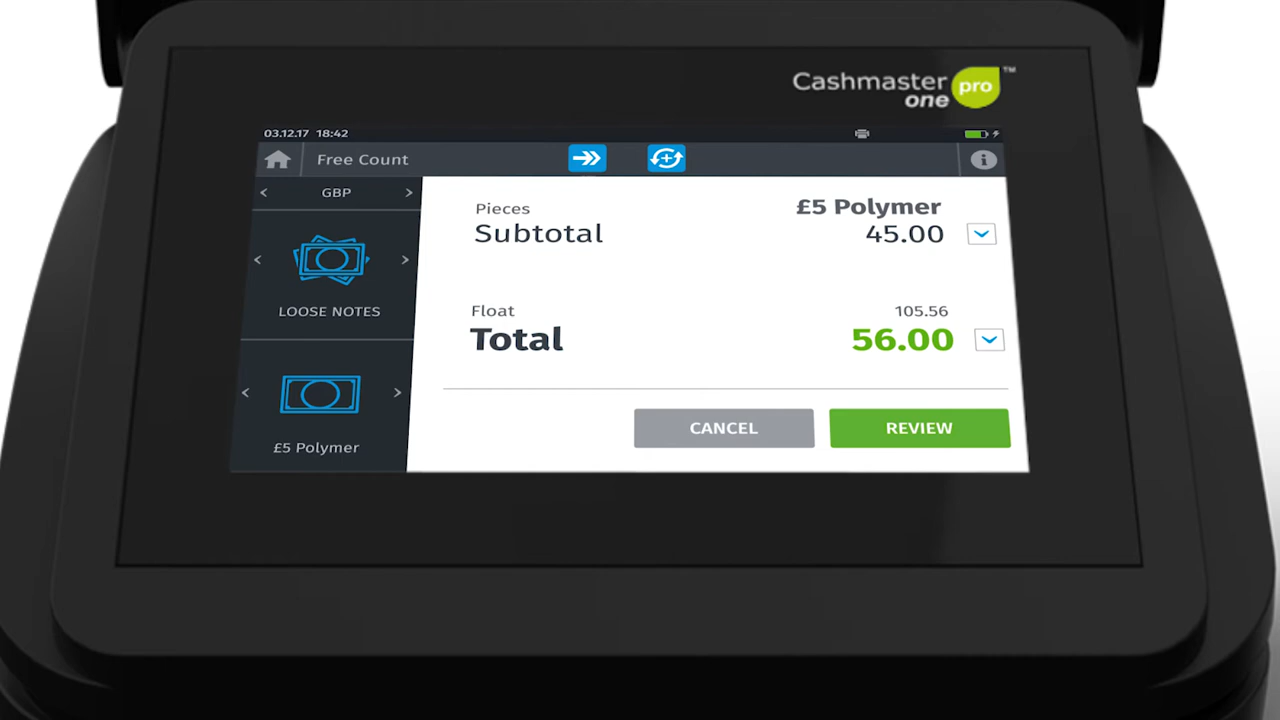 Cashmaster
one pro ™
03.12.17 18:42
Free Count
i
GBP
LOOSE NOTES
£5 Polymer
Pieces £5 Polymer
Subtotal 45.00
Float 105.56
Total 56.00
CANCEL REVIEW